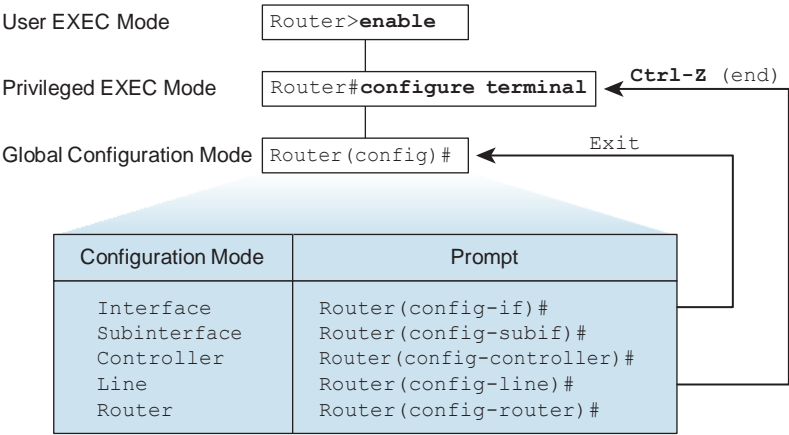 User EXEC Mode Router>enable
Privileged EXEC Mode Router#configure terminal Ctrl-Z (end)
Global Configuration Mode Router(config)# Exit
Configuration Mode Prompt
Interface Router(config-if)#
Subinterface Router(config-subif)#
Controller Router(config-controller)#
Line Router(config-line)#
Router Router(config-router)#